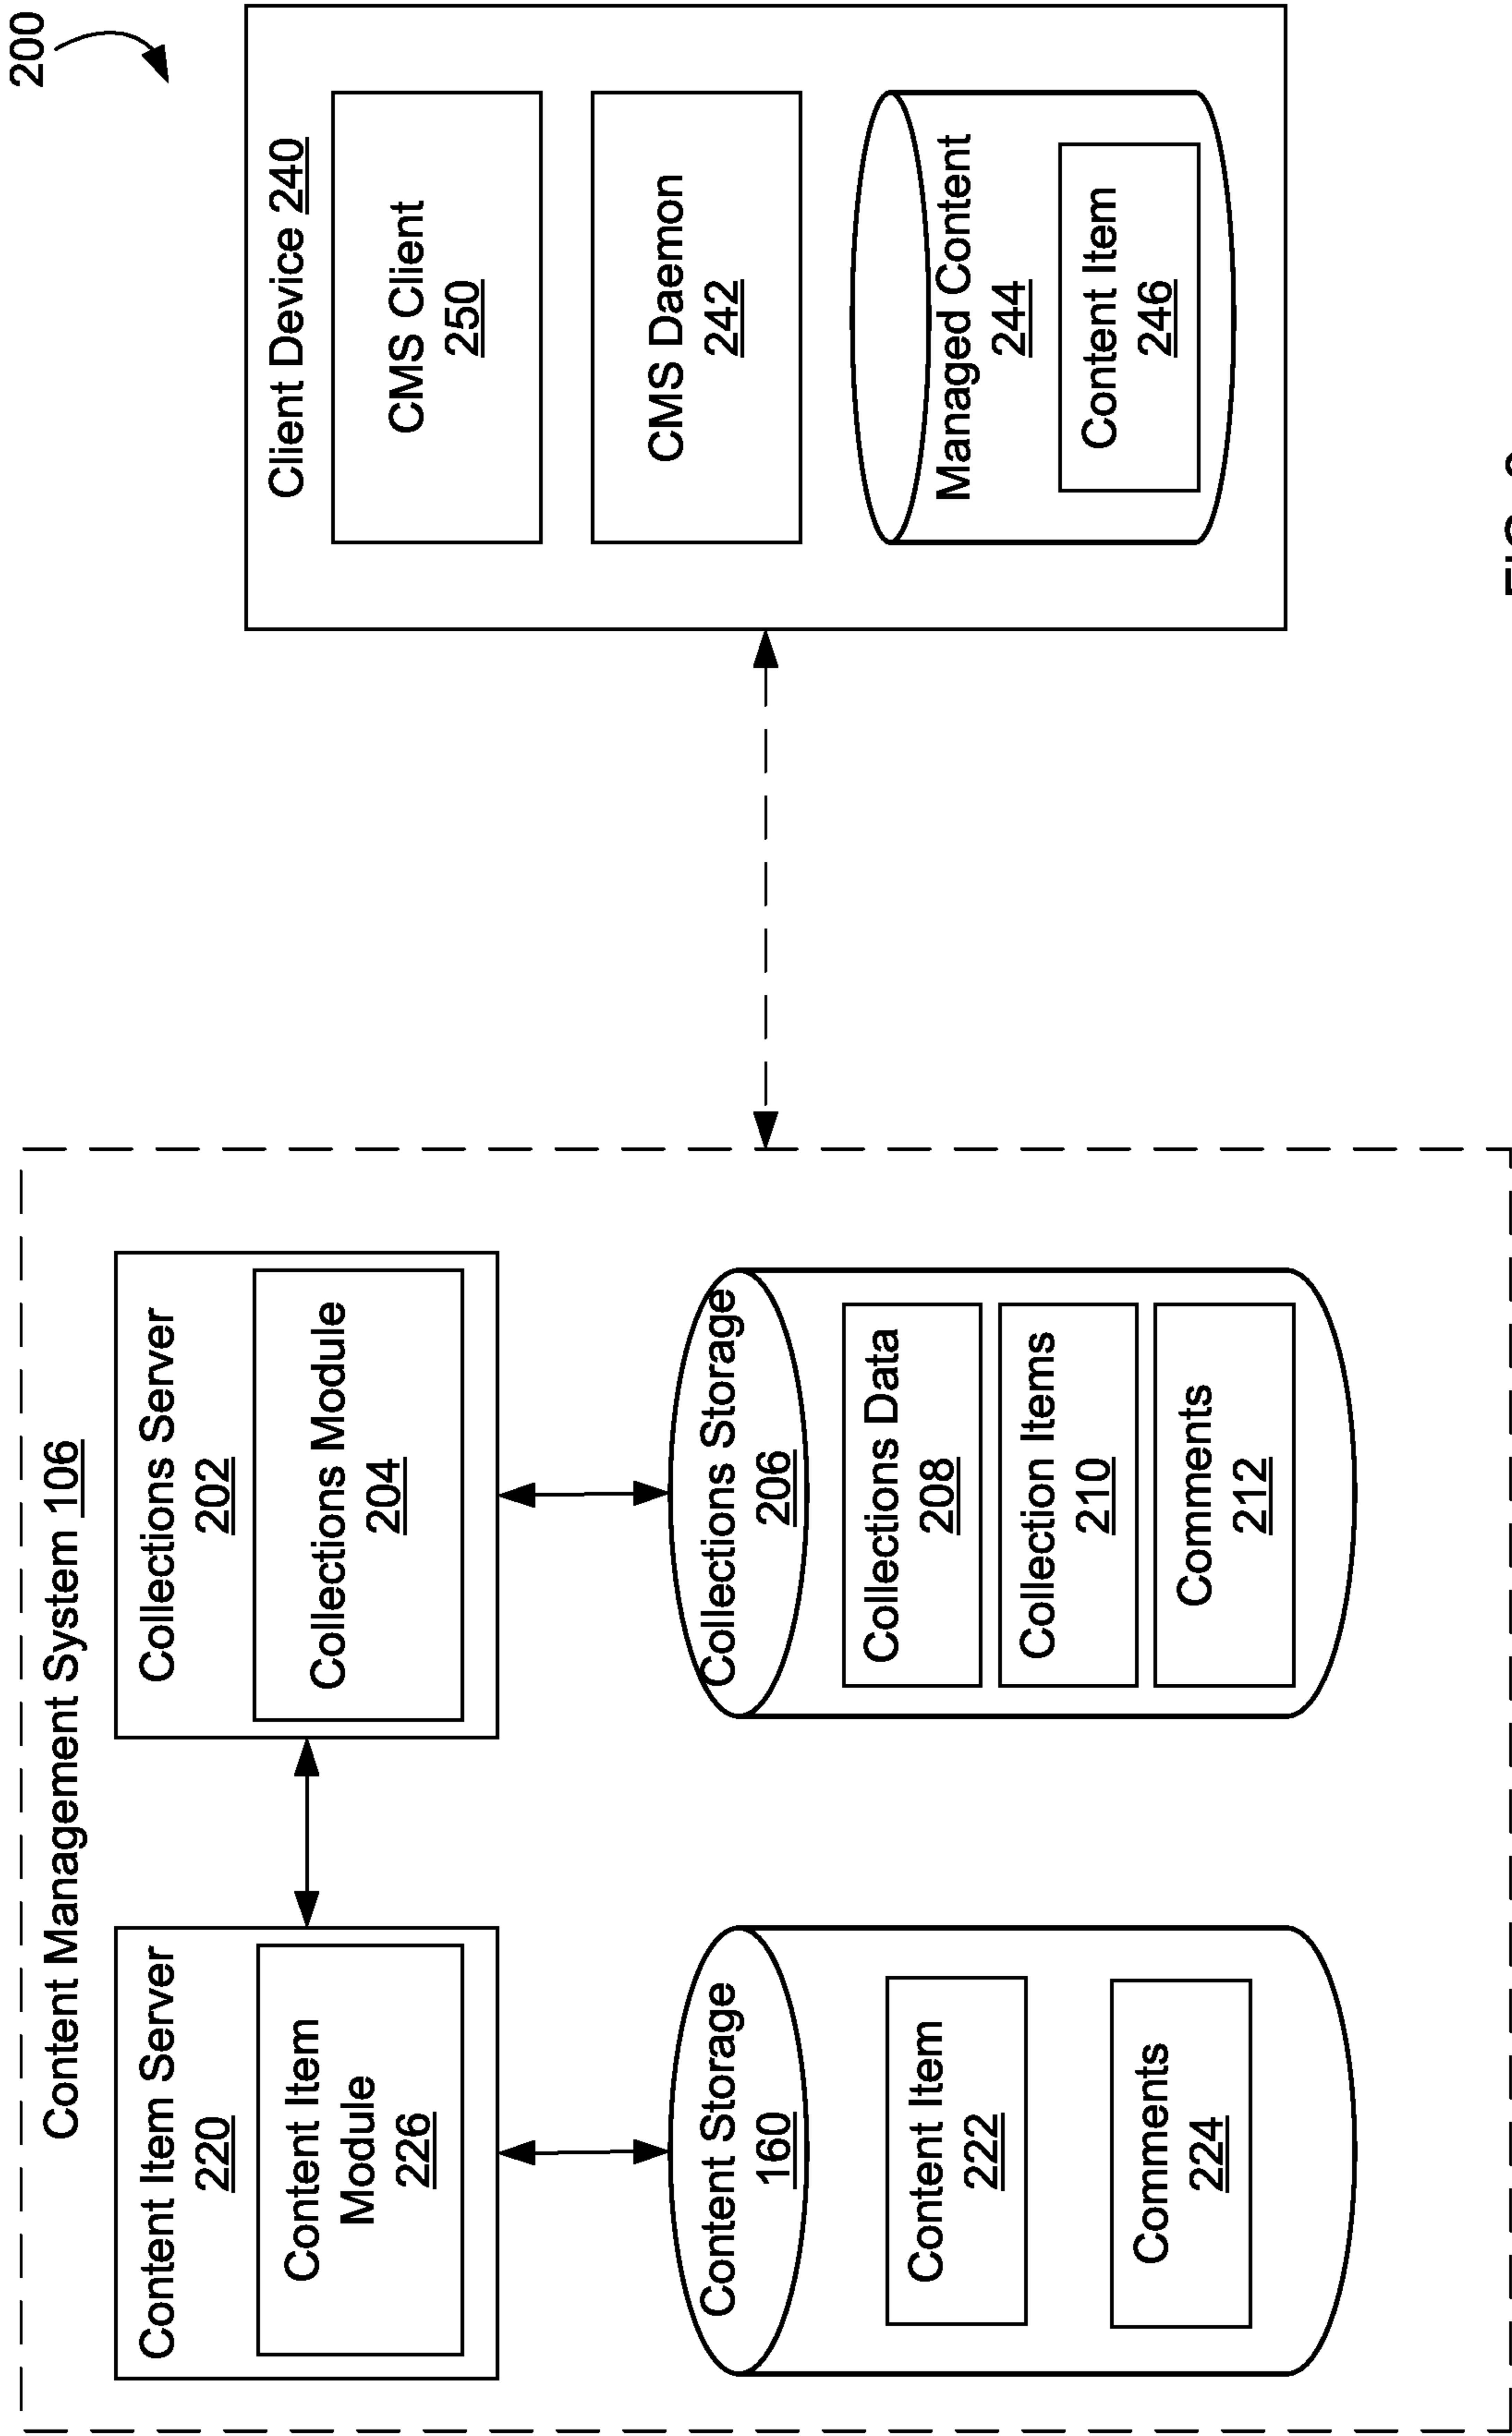 200
Content Management System 106
Content Item Server
220
Content Item
Module
226
Collections Server
202
Collections Module
204
Content Storage
160
Content Item
222
Comments
224
Collections Storage
206
Collections Data
208
Collection Items
210
Comments
212
Client Device 240
CMS Client
250
CMS Daemon
242
Managed Content
244
Content Item
246